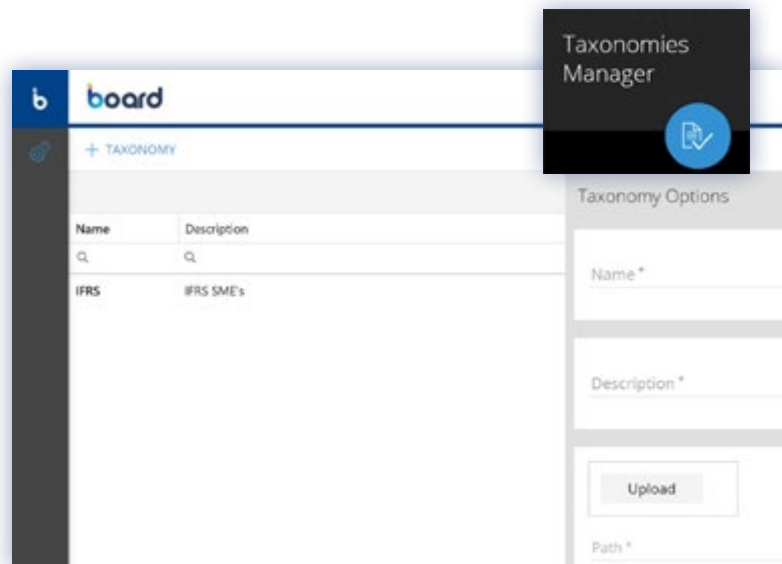 Taxonomies
Manager
b board
+ TAXONOMY
Taxonomy Options
Name Description
IFRS IFRS SME's
Name *
Description *
Upload
Path *